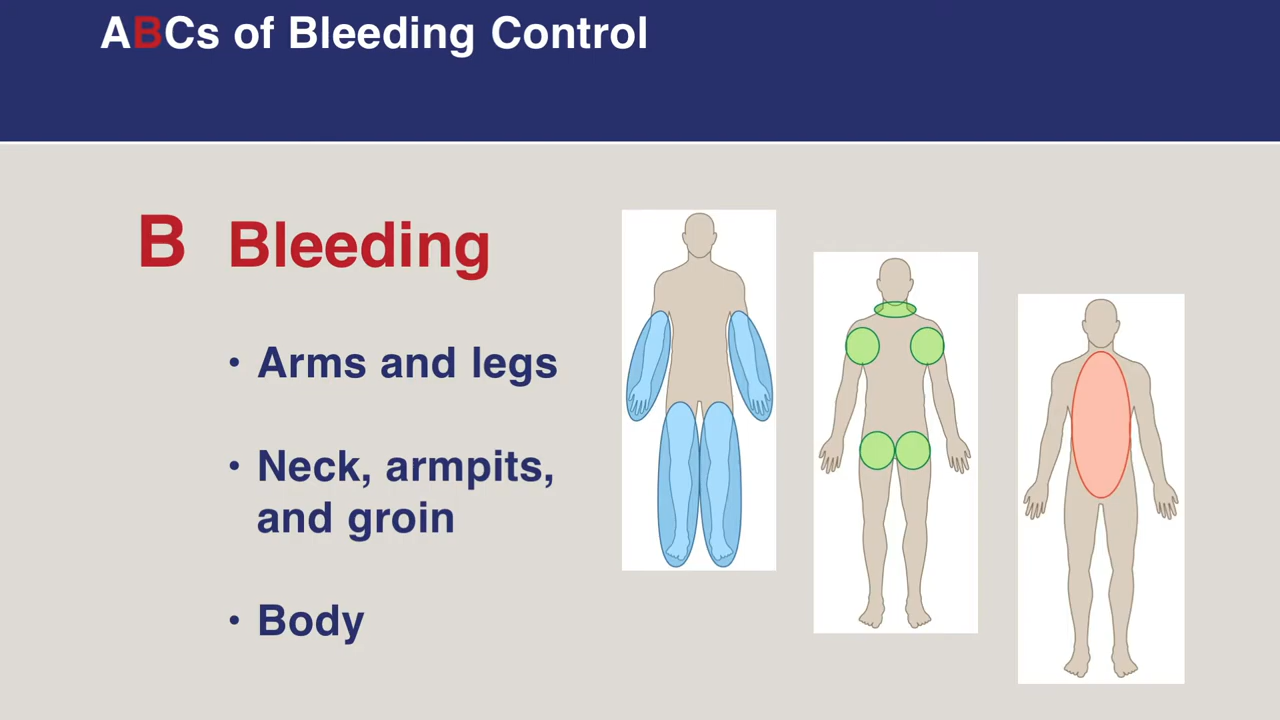 ABCs of Bleeding Control
B Bleeding
• Arms and legs
• Neck, armpits,
and groin
• Body